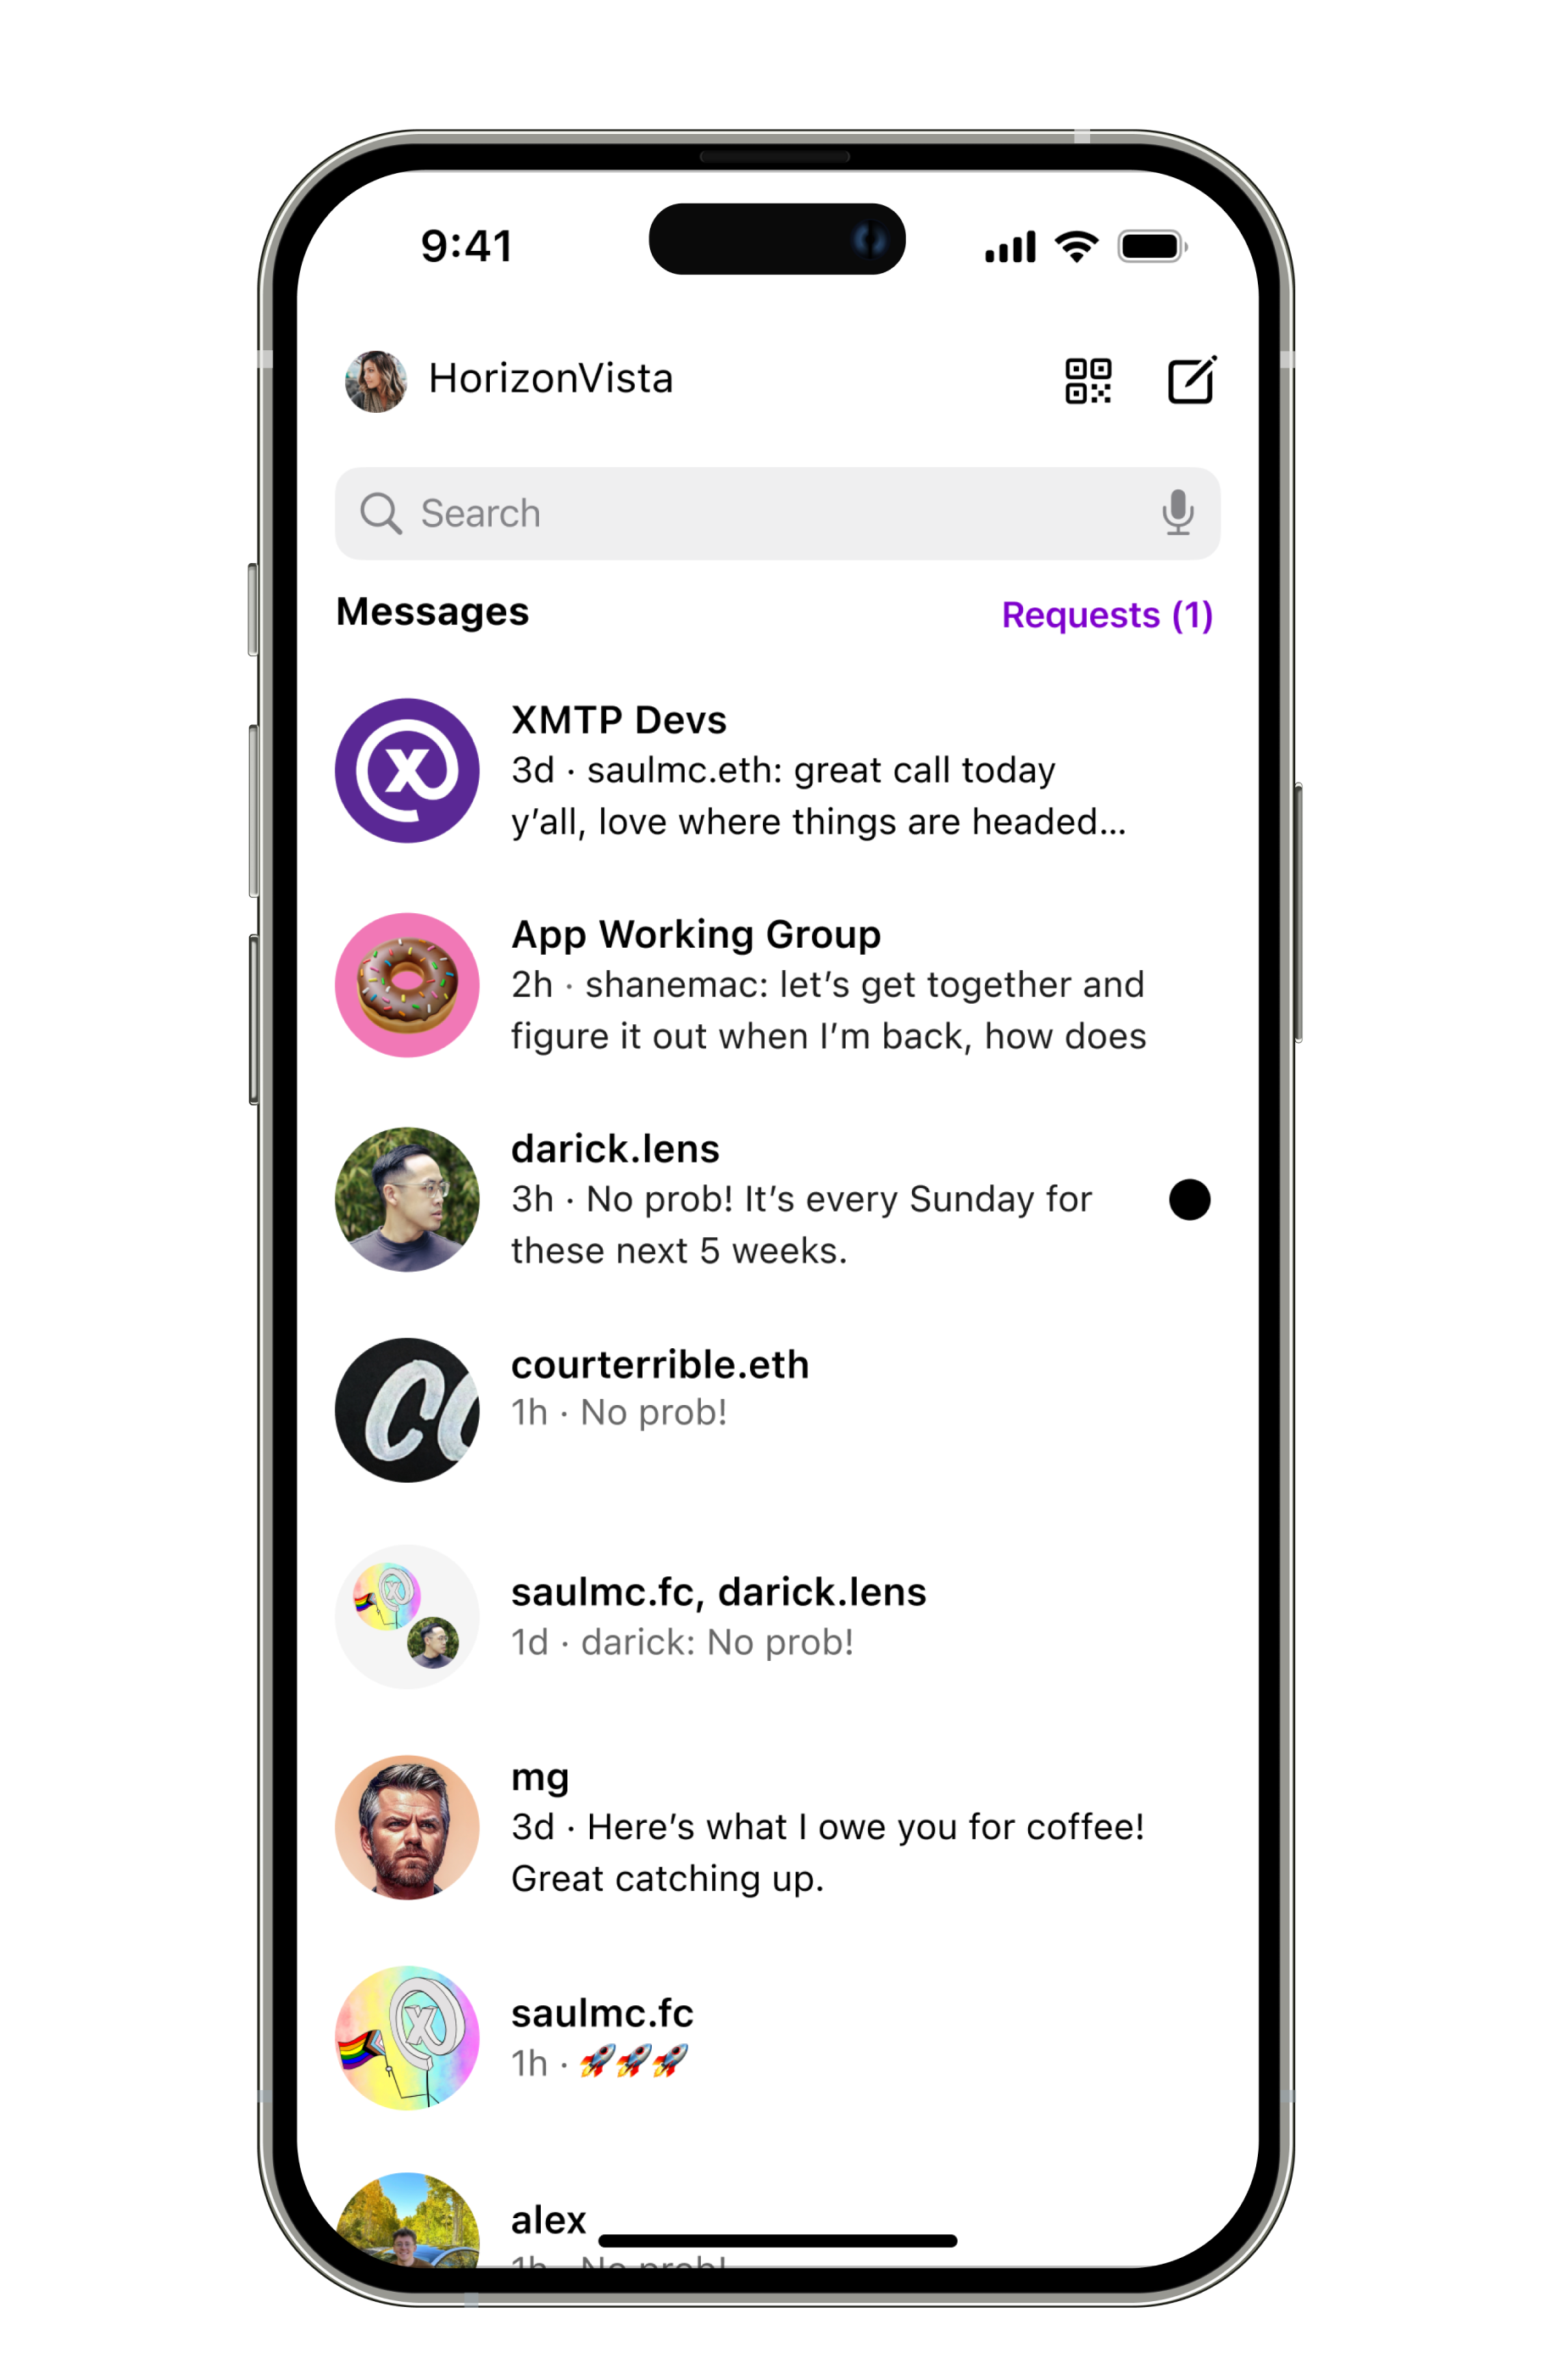 9:41
HorizonVista
Search
Messages
Requests (1)
XMTP Devs
3d · saulmc.eth: great call today
y’all, love where things are headed...
App Working Group
2h · shanemac: let’s get together and
figure it out when I’m back, how does
darick.lens
3h · No prob! It’s every Sunday for
these next 5 weeks.
courterrible.eth
1h · No prob!
saulmc.fc, darick.lens
1d · darick: No prob!
mg
3d · Here’s what I owe you for coffee!
Great catching up.
saulmc.fc
1h · 🚀🚀🚀
alex
1h · No prob!